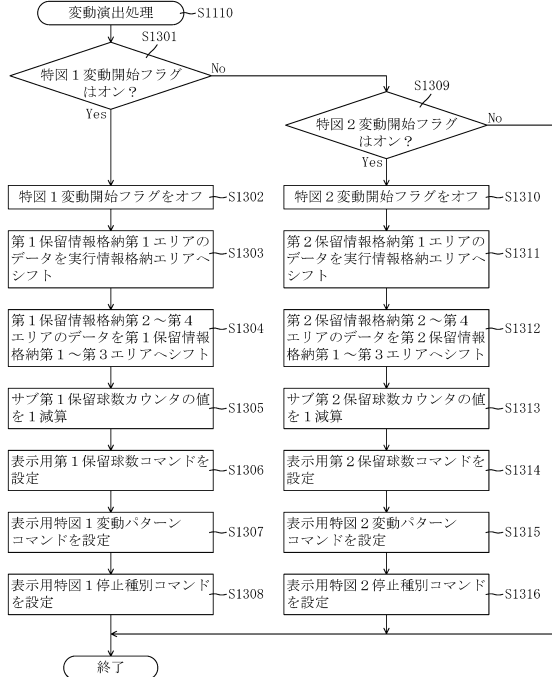 変動演出処理
S1110
S1301
特図1変動開始フラグ
はオン？
No
Yes
S1309
特図2変動開始フラグ
はオン？
No
Yes
特図1変動開始フラグをオフ
S1302
第1保留情報格納第1エリアの
データを実行情報格納エリアへ
シフト
S1303
第1保留情報格納第2～第4
エリアのデータを第1保留情報
格納第1～第3エリアへシフト
S1304
サブ第1保留球数カウンタの値
を1減算
S1305
表示用第1保留球数コマンドを
設定
S1306
表示用特図1変動パターン
コマンドを設定
S1307
表示用特図1停止種別コマンド
を設定
S1308
特図2変動開始フラグをオフ
S1310
第2保留情報格納第1エリアの
データを実行情報格納エリアへ
シフト
S1311
第2保留情報格納第2～第4
エリアのデータを第2保留情報
格納第1～第3エリアへシフト
S1312
サブ第2保留球数カウンタの値
を1減算
S1313
表示用第2保留球数コマンドを
設定
S1314
表示用特図2変動パターン
コマンドを設定
S1315
表示用特図2停止種別コマンド
を設定
S1316
終了